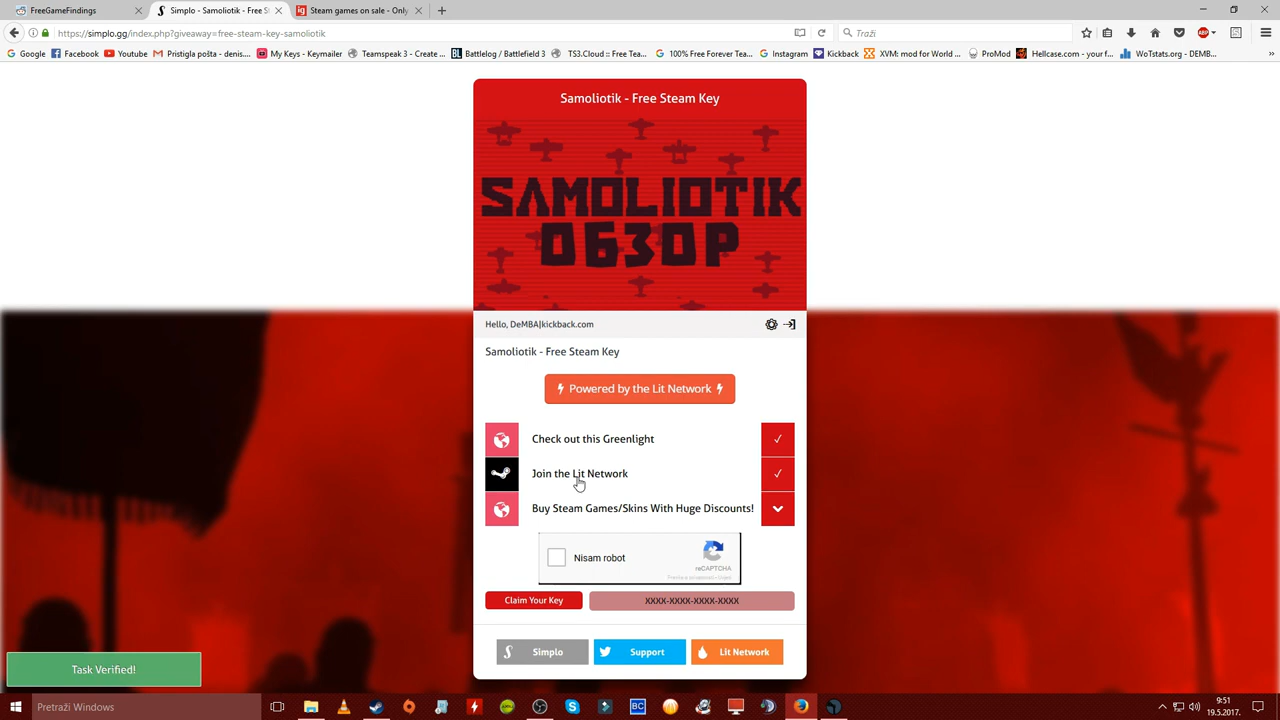 FreeGameFindings
Simplo - Samoliotik - Free S
Steam games on sale - Only
https://simplo.gg/index.php?giveaway=free-steam-key-samoliotik
Traži
Google
Facebook
Youtube
Pristigla pošta - denis....
My Keys - Keymailer
Teamspeak 3 - Create ...
Battlelog / Battlefield 3
TS3.Cloud :: Free Tea...
100% Free Forever Tea...
Instagram
Kickback
XVM: mod for World ...
ProMod
Hellcase.com - your f...
WoTstats.org - DEMB...
Samoliotik - Free Steam Key
SAMOLIOTIK
ОБЗОР
Hello, DeMBA|kickback.com
Samoliotik - Free Steam Key
Powered by the Lit Network
Check out this Greenlight
Join the Lit Network
Buy Steam Games/Skins With Huge Discounts!
Nisam robot
reCAPTCHA
Claim Your Key
XXXX-XXXX-XXXX-XXXX
Simplo
Support
Lit Network
Task Verified!
Pretraži Windows
BC
9:51
19.5.2017.